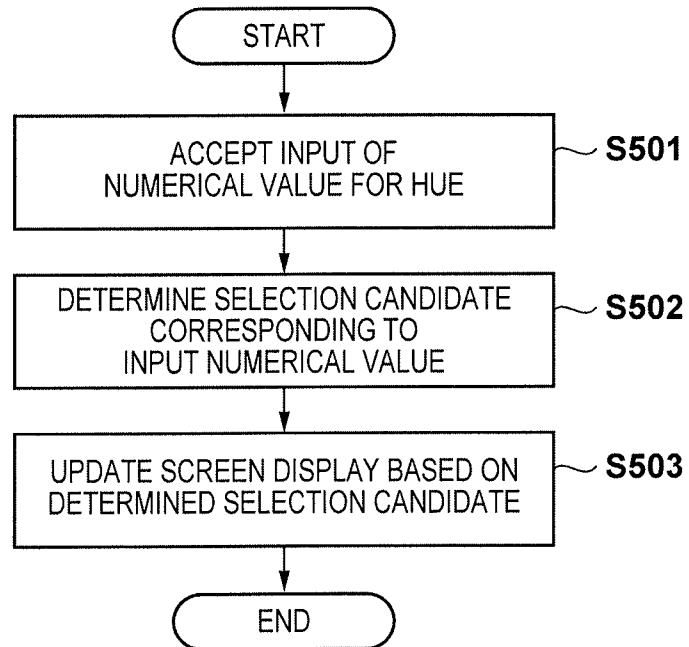 START
ACCEPT INPUT OF
NUMERICAL VALUE FOR HUE
S501
DETERMINE SELECTION CANDIDATE
CORRESPONDING TO
INPUT NUMERICAL VALUE
S502
UPDATE SCREEN DISPLAY BASED ON
DETERMINED SELECTION CANDIDATE
S503
END